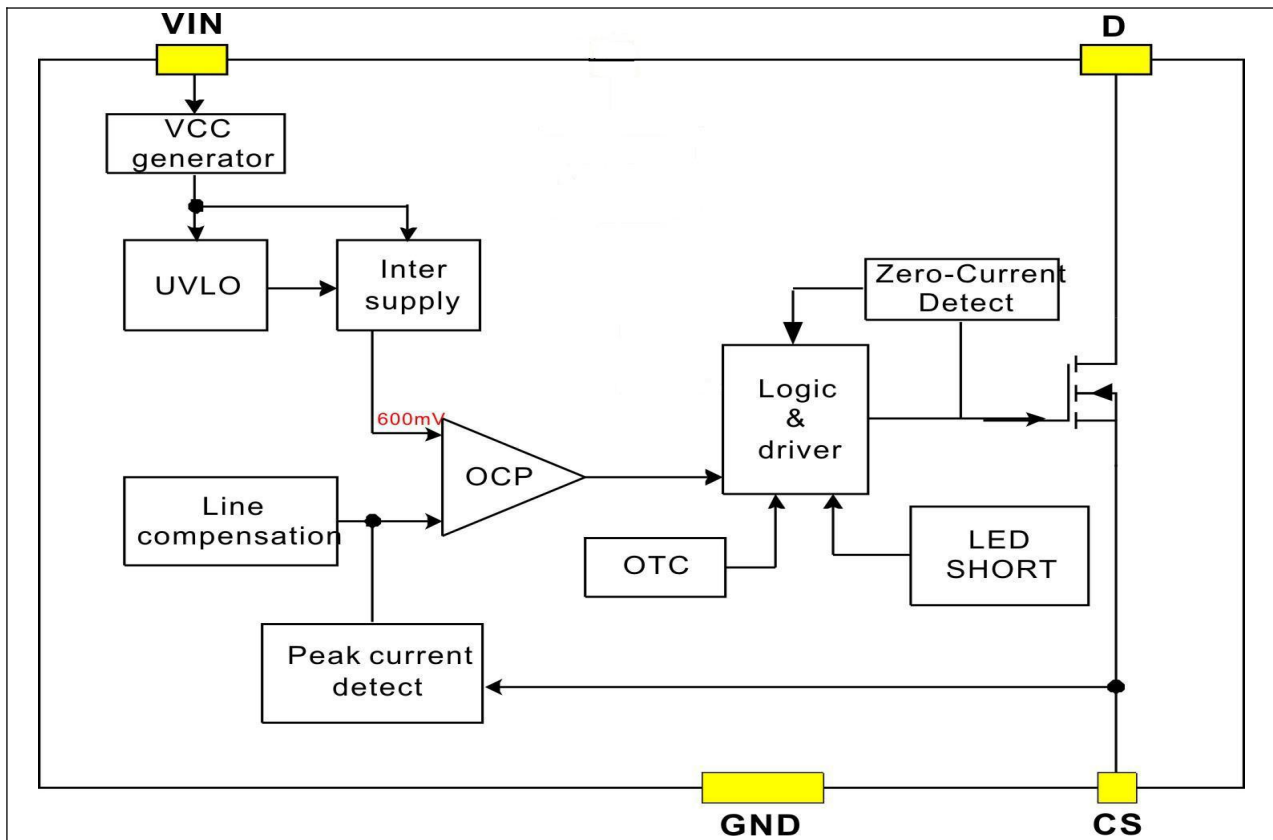 VIN
D
VCC
generator
UVLO
Inter
supply
Zero-Current
Detect
Logic
&
driver
600mV
OCP
Line
compensation
OTC
LED
SHORT
Peak current
detect
GND
CS